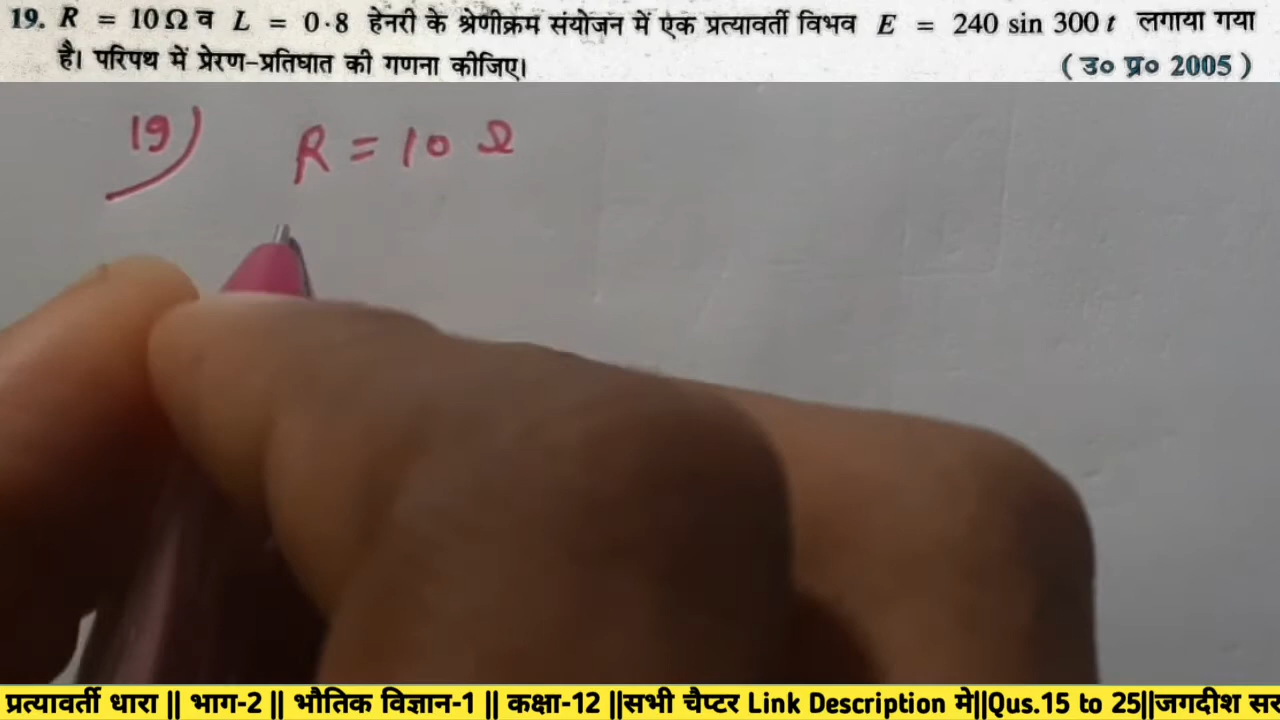 19. R = 10 Ω व L = 0·8 हेनरी के श्रेणीक्रम संयोजन में एक प्रत्यावर्ती विभव E = 240 sin 300 t लगाया गया
है। परिपथ में प्रेरण-प्रतिघात की गणना कीजिए। ( उ० प्र० 2005 )
19) R = 10 Ω
प्रत्यावर्ती धारा || भाग-2 || भौतिक विज्ञान-1 || कक्षा-12 ||सभी चैप्टर Link Description मे||Qus.15 to 25||जगदीश